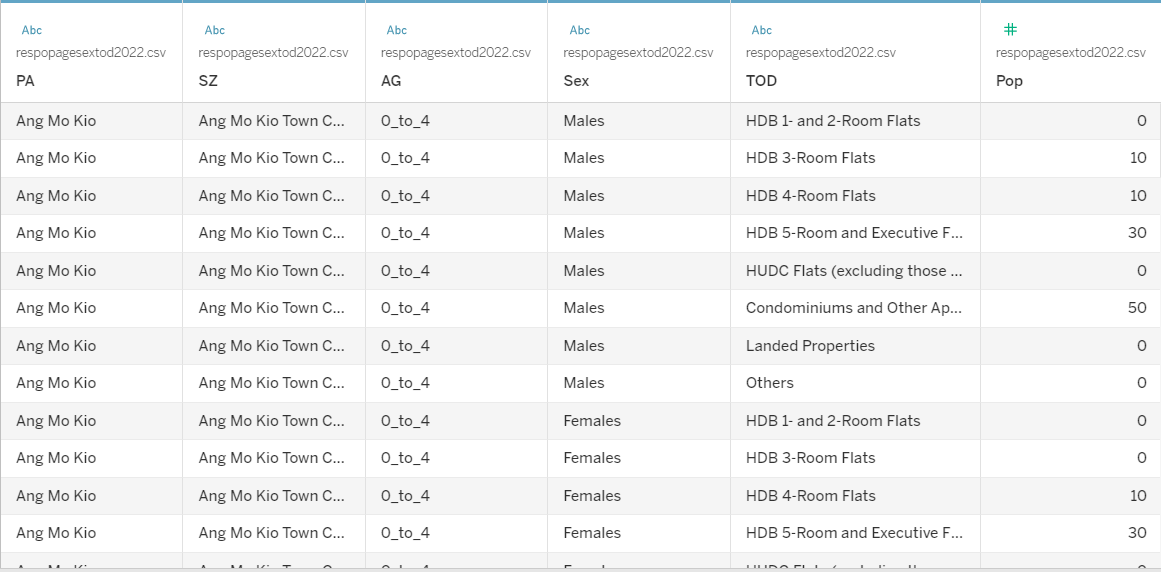 Abc Abc Abc Abc Abc #
respopagesextod2022.csv respopagesextod2022.csv respopagesextod2022.csv respopagesextod2022.csv respopagesextod2022.csv respopagesextod2022.csv
PA SZ AG Sex TOD Pop
Ang Mo Kio Ang Mo Kio Town C... 0_to_4 Males HDB 1- and 2-Room Flats 0
Ang Mo Kio Ang Mo Kio Town C... 0_to_4 Males HDB 3-Room Flats 10
Ang Mo Kio Ang Mo Kio Town C... 0_to_4 Males HDB 4-Room Flats 10
Ang Mo Kio Ang Mo Kio Town C... 0_to_4 Males HDB 5-Room and Executive F... 30
Ang Mo Kio Ang Mo Kio Town C... 0_to_4 Males HUDC Flats (excluding those ... 0
Ang Mo Kio Ang Mo Kio Town C... 0_to_4 Males Condominiums and Other Ap... 50
Ang Mo Kio Ang Mo Kio Town C... 0_to_4 Males Landed Properties 0
Ang Mo Kio Ang Mo Kio Town C... 0_to_4 Males Others 0
Ang Mo Kio Ang Mo Kio Town C... 0_to_4 Females HDB 1- and 2-Room Flats 0
Ang Mo Kio Ang Mo Kio Town C... 0_to_4 Females HDB 3-Room Flats 0
Ang Mo Kio Ang Mo Kio Town C... 0_to_4 Females HDB 4-Room Flats 10
Ang Mo Kio Ang Mo Kio Town C... 0_to_4 Females HDB 5-Room and Executive F... 30